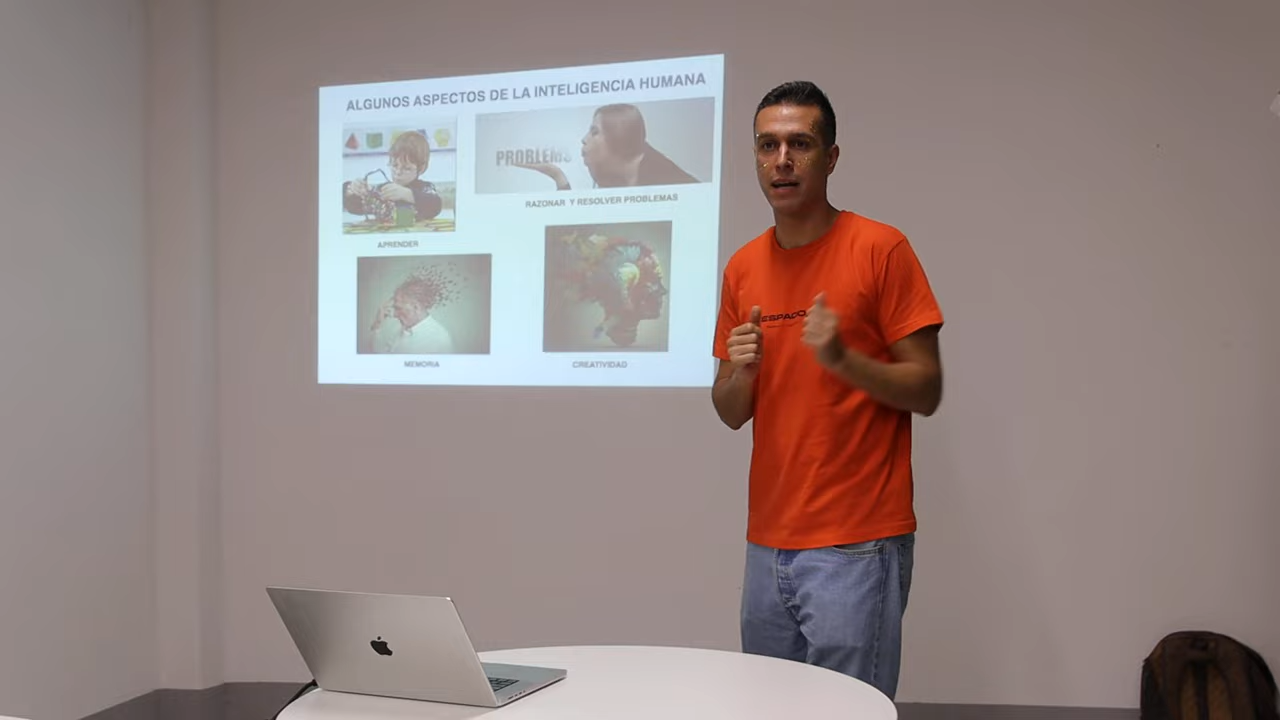 ALGUNOS ASPECTOS DE LA INTELIGENCIA HUMANA
PROBLEMS
RAZONAR Y RESOLVER PROBLEMAS
APRENDER
MEMORIA
CREATIVIDAD